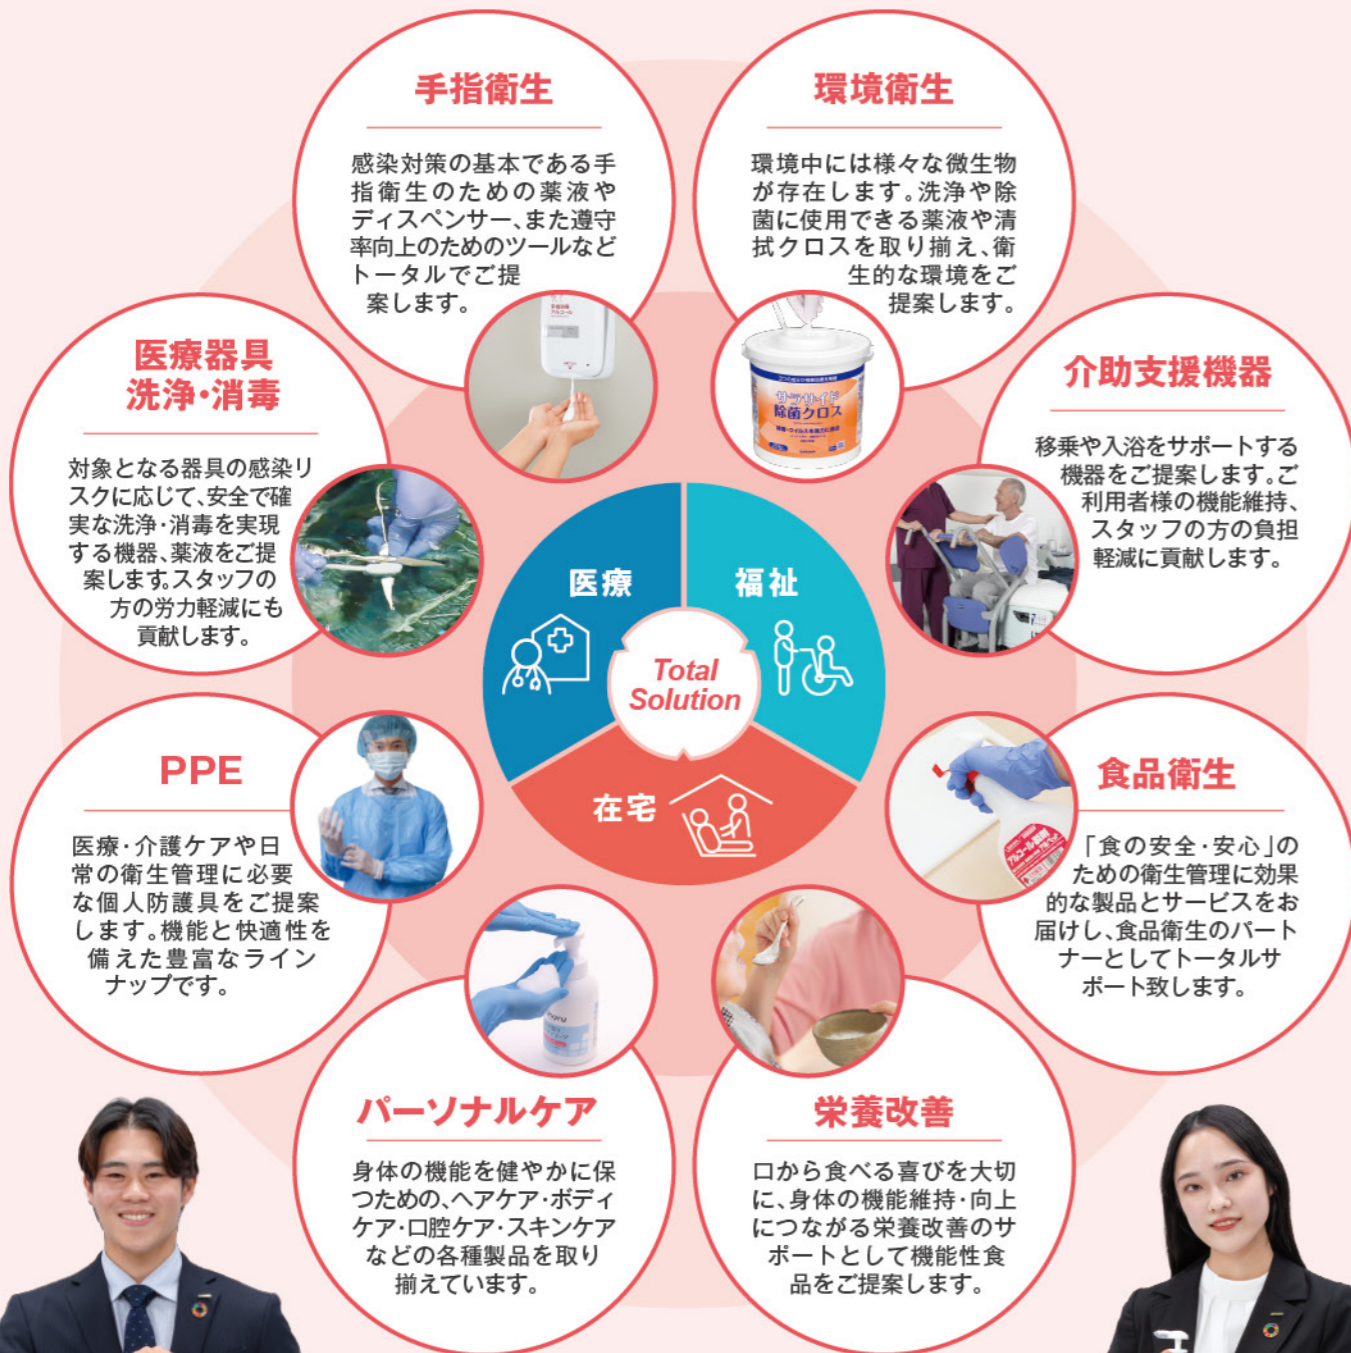 手指衛生
感染対策の基本である手
指衛生のための薬液や
ディスペンサー、また遵守
率向上のためのツールなど
トータルでご提
案します。
環境衛生
環境中には様々な微生物
が存在します。洗浄や除
菌に使用できる薬液や清
拭クロスを取り揃え、衛
生的な環境をご
提案します。
サラサイド
除菌クロス
医療器具
洗浄・消毒
対象となる器具の感染リ
スクに応じて、安全で確
実な洗浄・消毒を実現
する機器、薬液をご提
案します。スタッフの
方の労力軽減にも
貢献します。
介助支援機器
移乗や入浴をサポートする
機器をご提案します。ご
利用者様の機能維持、
スタッフの方の負担
軽減に貢献します。
医療
福祉
Total
Solution
在宅
PPE
医療・介護ケアや日
常の衛生管理に必要
な個人防護具をご提案
します。機能と快適性を
備えた豊富なライン
ナップです。
食品衛生
「食の安全・安心」の
ための衛生管理に効果
的な製品とサービスをお
届けし、食品衛生のパート
ナーとしてトータルサ
ポート致します。
パーソナルケア
身体の機能を健やかに保
つための、ヘアケア・ボディ
ケア・口腔ケア・スキンケア
などの各種製品を取り
揃えています。
栄養改善
口から食べる喜びを大切
に、身体の機能維持・向上
につながる栄養改善のサ
ポートとして機能性食
品をご提案します。